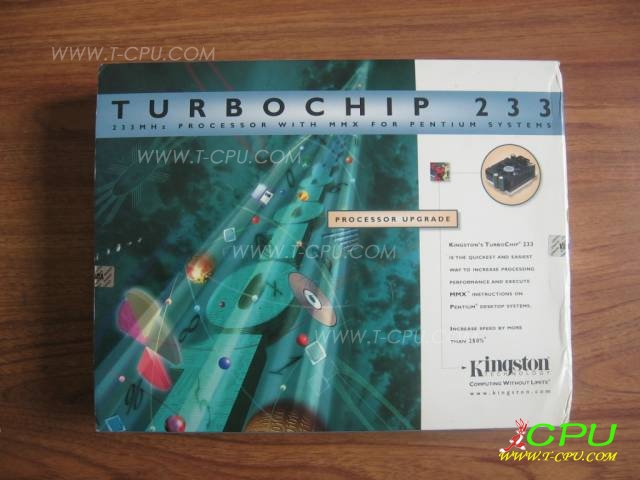 WWW.T-CPU.COM
TURBOCHIP 233
233MHz PROCESSOR WITH MMX FOR PENTIUM SYSTEMS
WWW.T-CPU.COM
PROCESSOR UPGRADE
KINGSTON'S TURBOCHIP 233
IS THE QUICKEST AND EASIEST
WAY TO INCREASE PROCESSING
PERFORMANCE AND EXECUTE
MMX™ INSTRUCTIONS ON
PENTIUM® DESKTOP SYSTEMS.
INCREASE SPEED BY MORE
THAN 280%*
WWW.T-CPU.COM
WWW.T-CPU.COM
Kingston
TECHNOLOGY
COMPUTING WITHOUT LIMITS®
www.kingston.com
CPU
WWW.T-CPU.COM